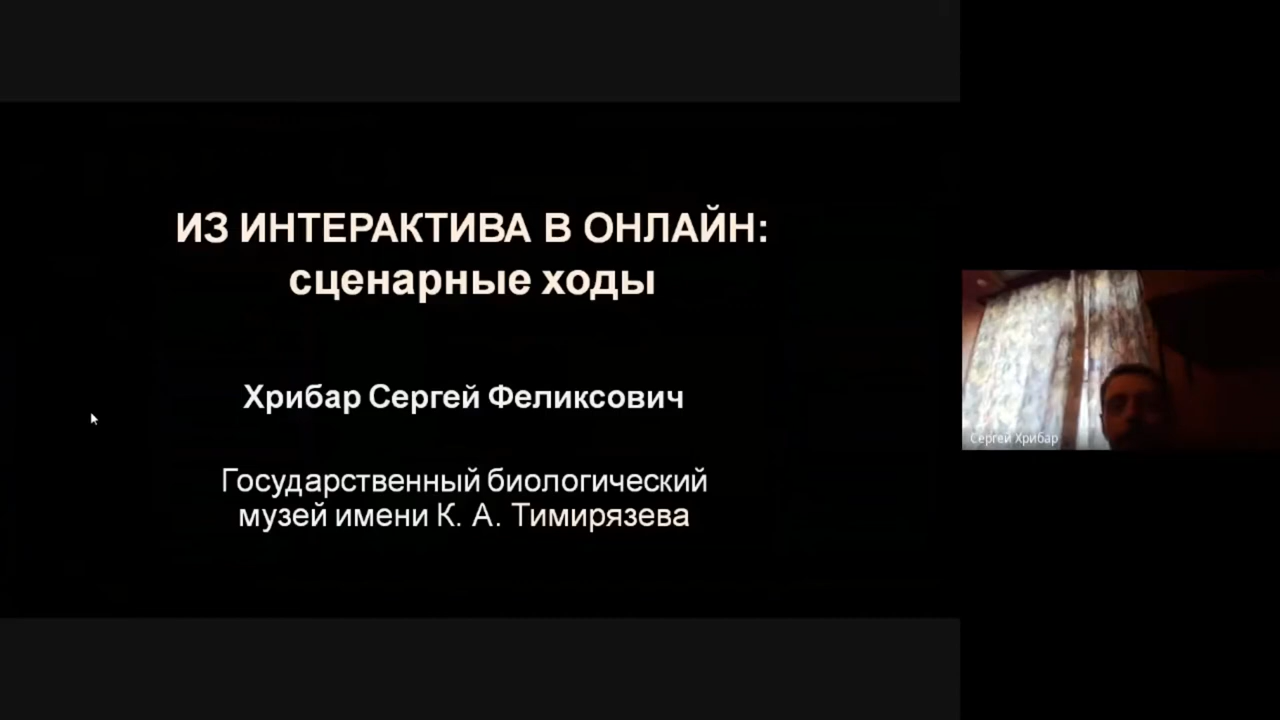 ИЗ ИНТЕРАКТИВА В ОНЛАЙН:
сценарные ходы
Хрибар Сергей Феликсович
Государственный биологический
музей имени К. А. Тимирязева
Сергей Хрибар